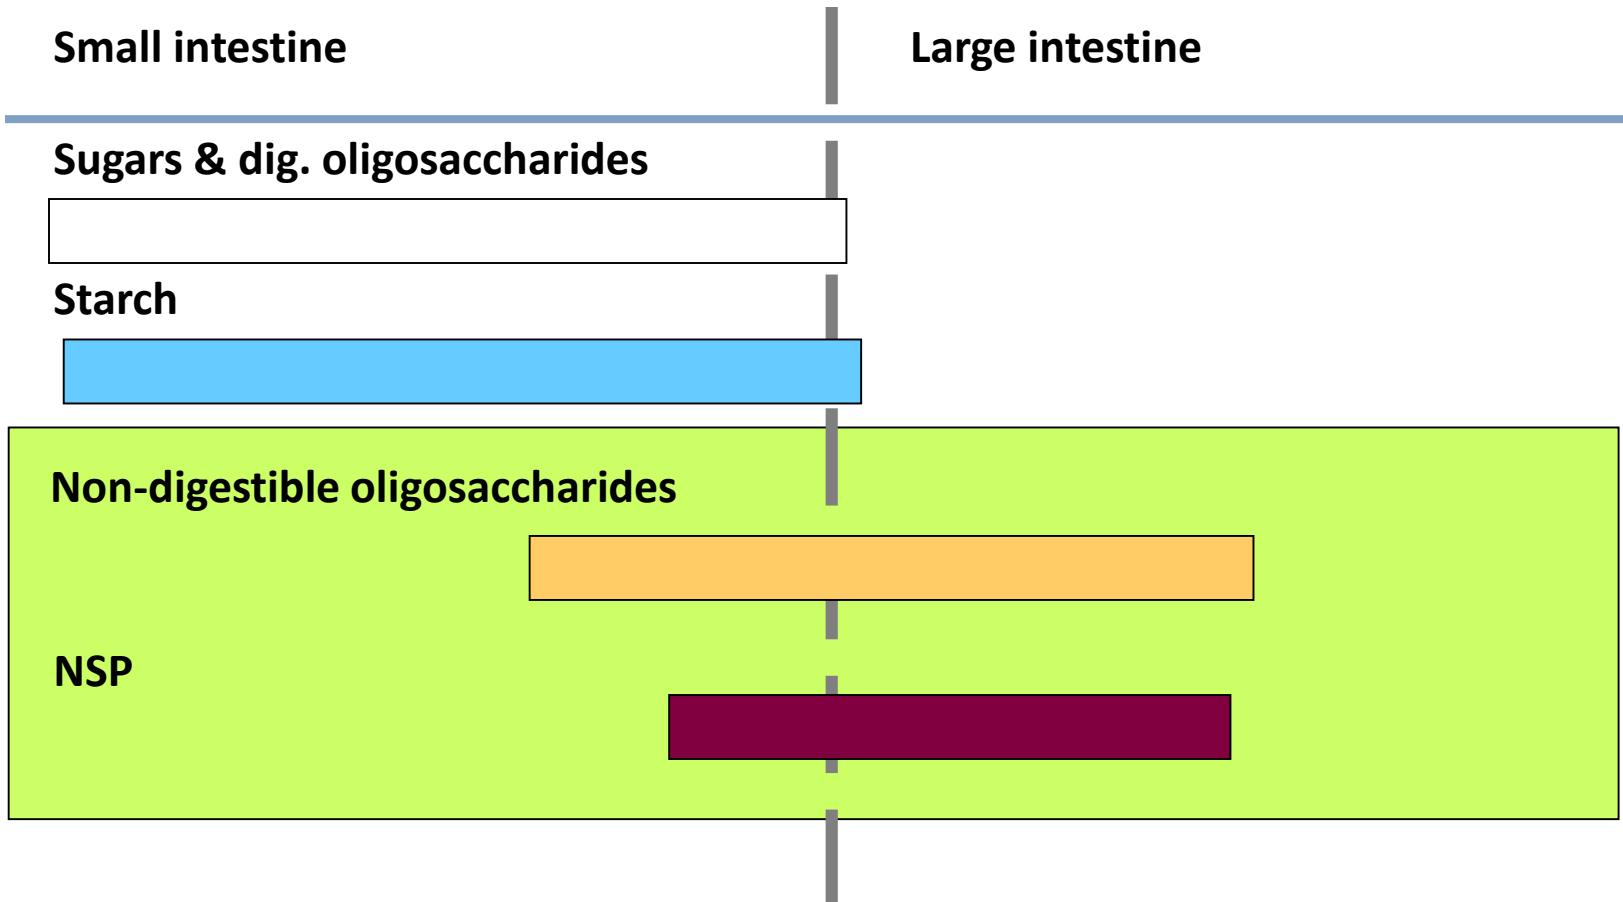 Small intestine
Large intestine
Sugars & dig. oligosaccharides
Starch
Non-digestible oligosaccharides
NSP